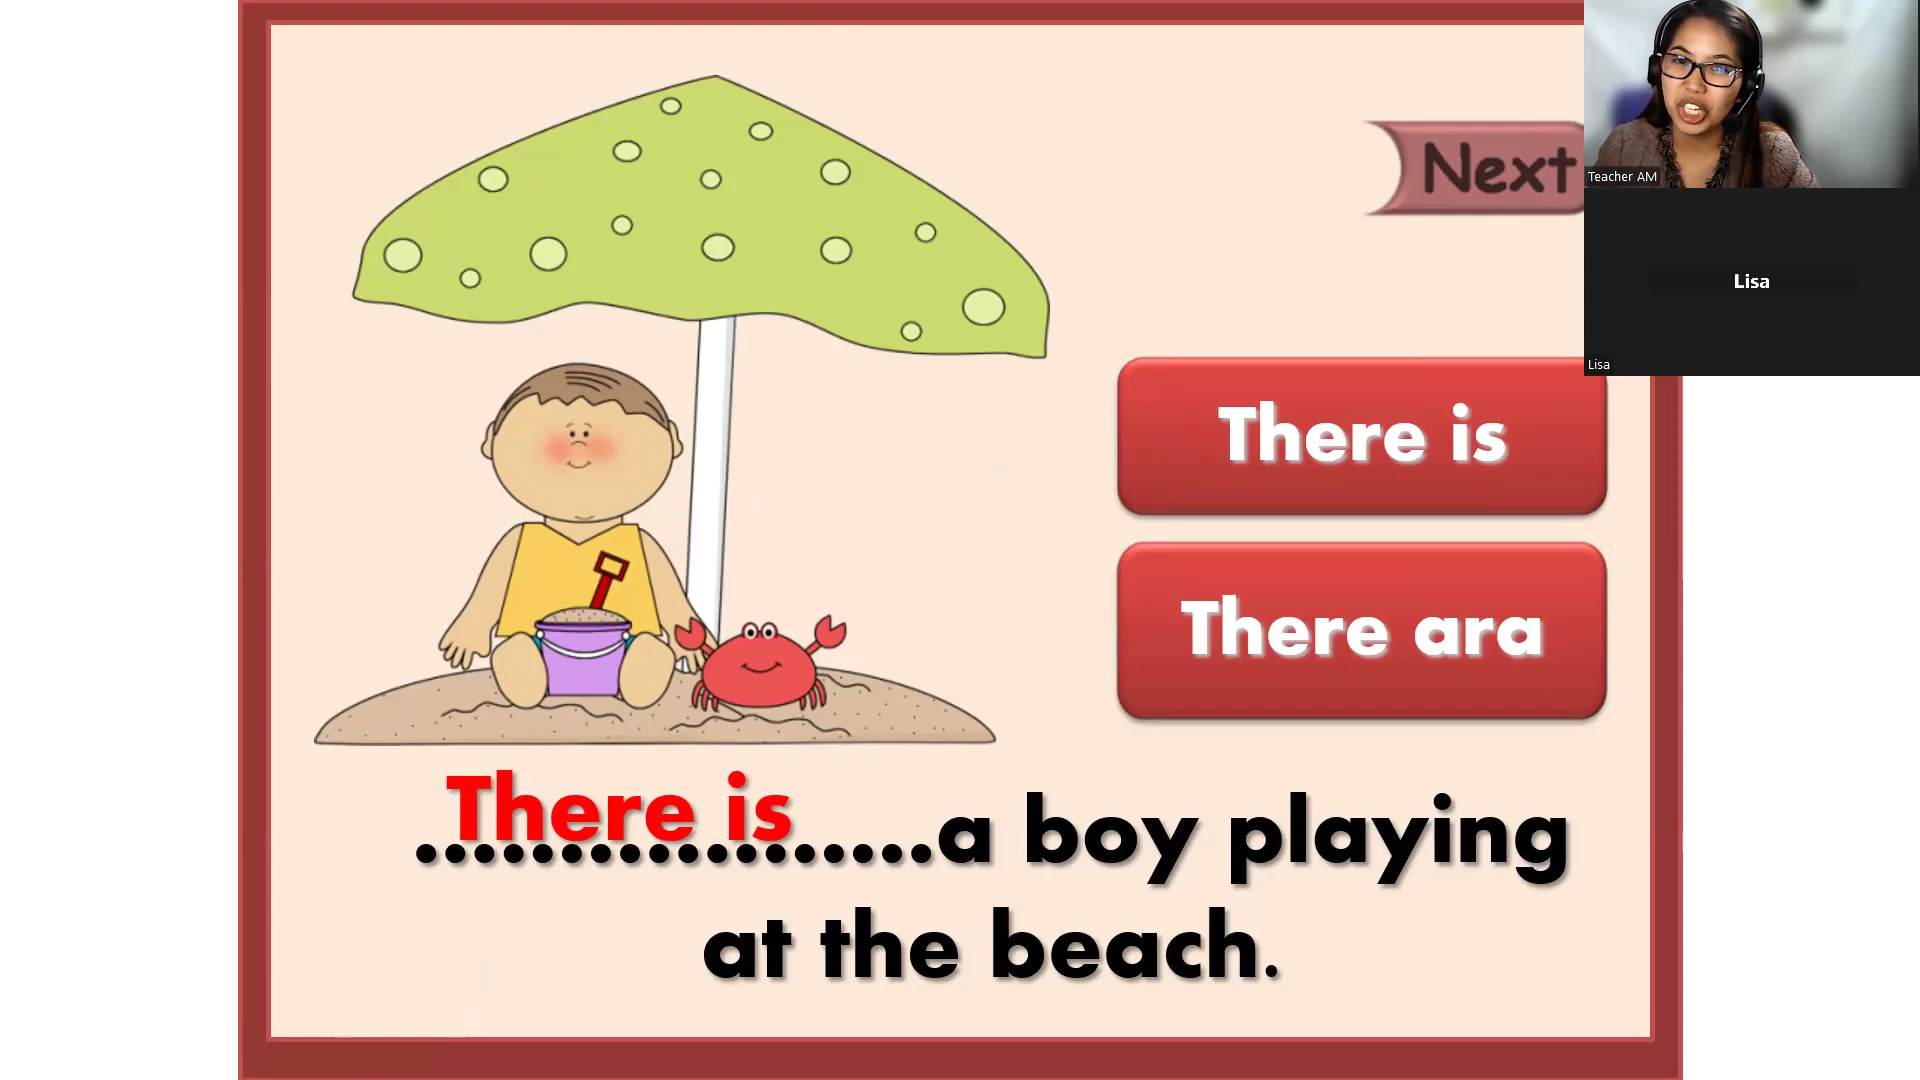 Next
Teacher AM
Lisa
Lisa
There is
There ara
There is
..................a boy playing
at the beach.